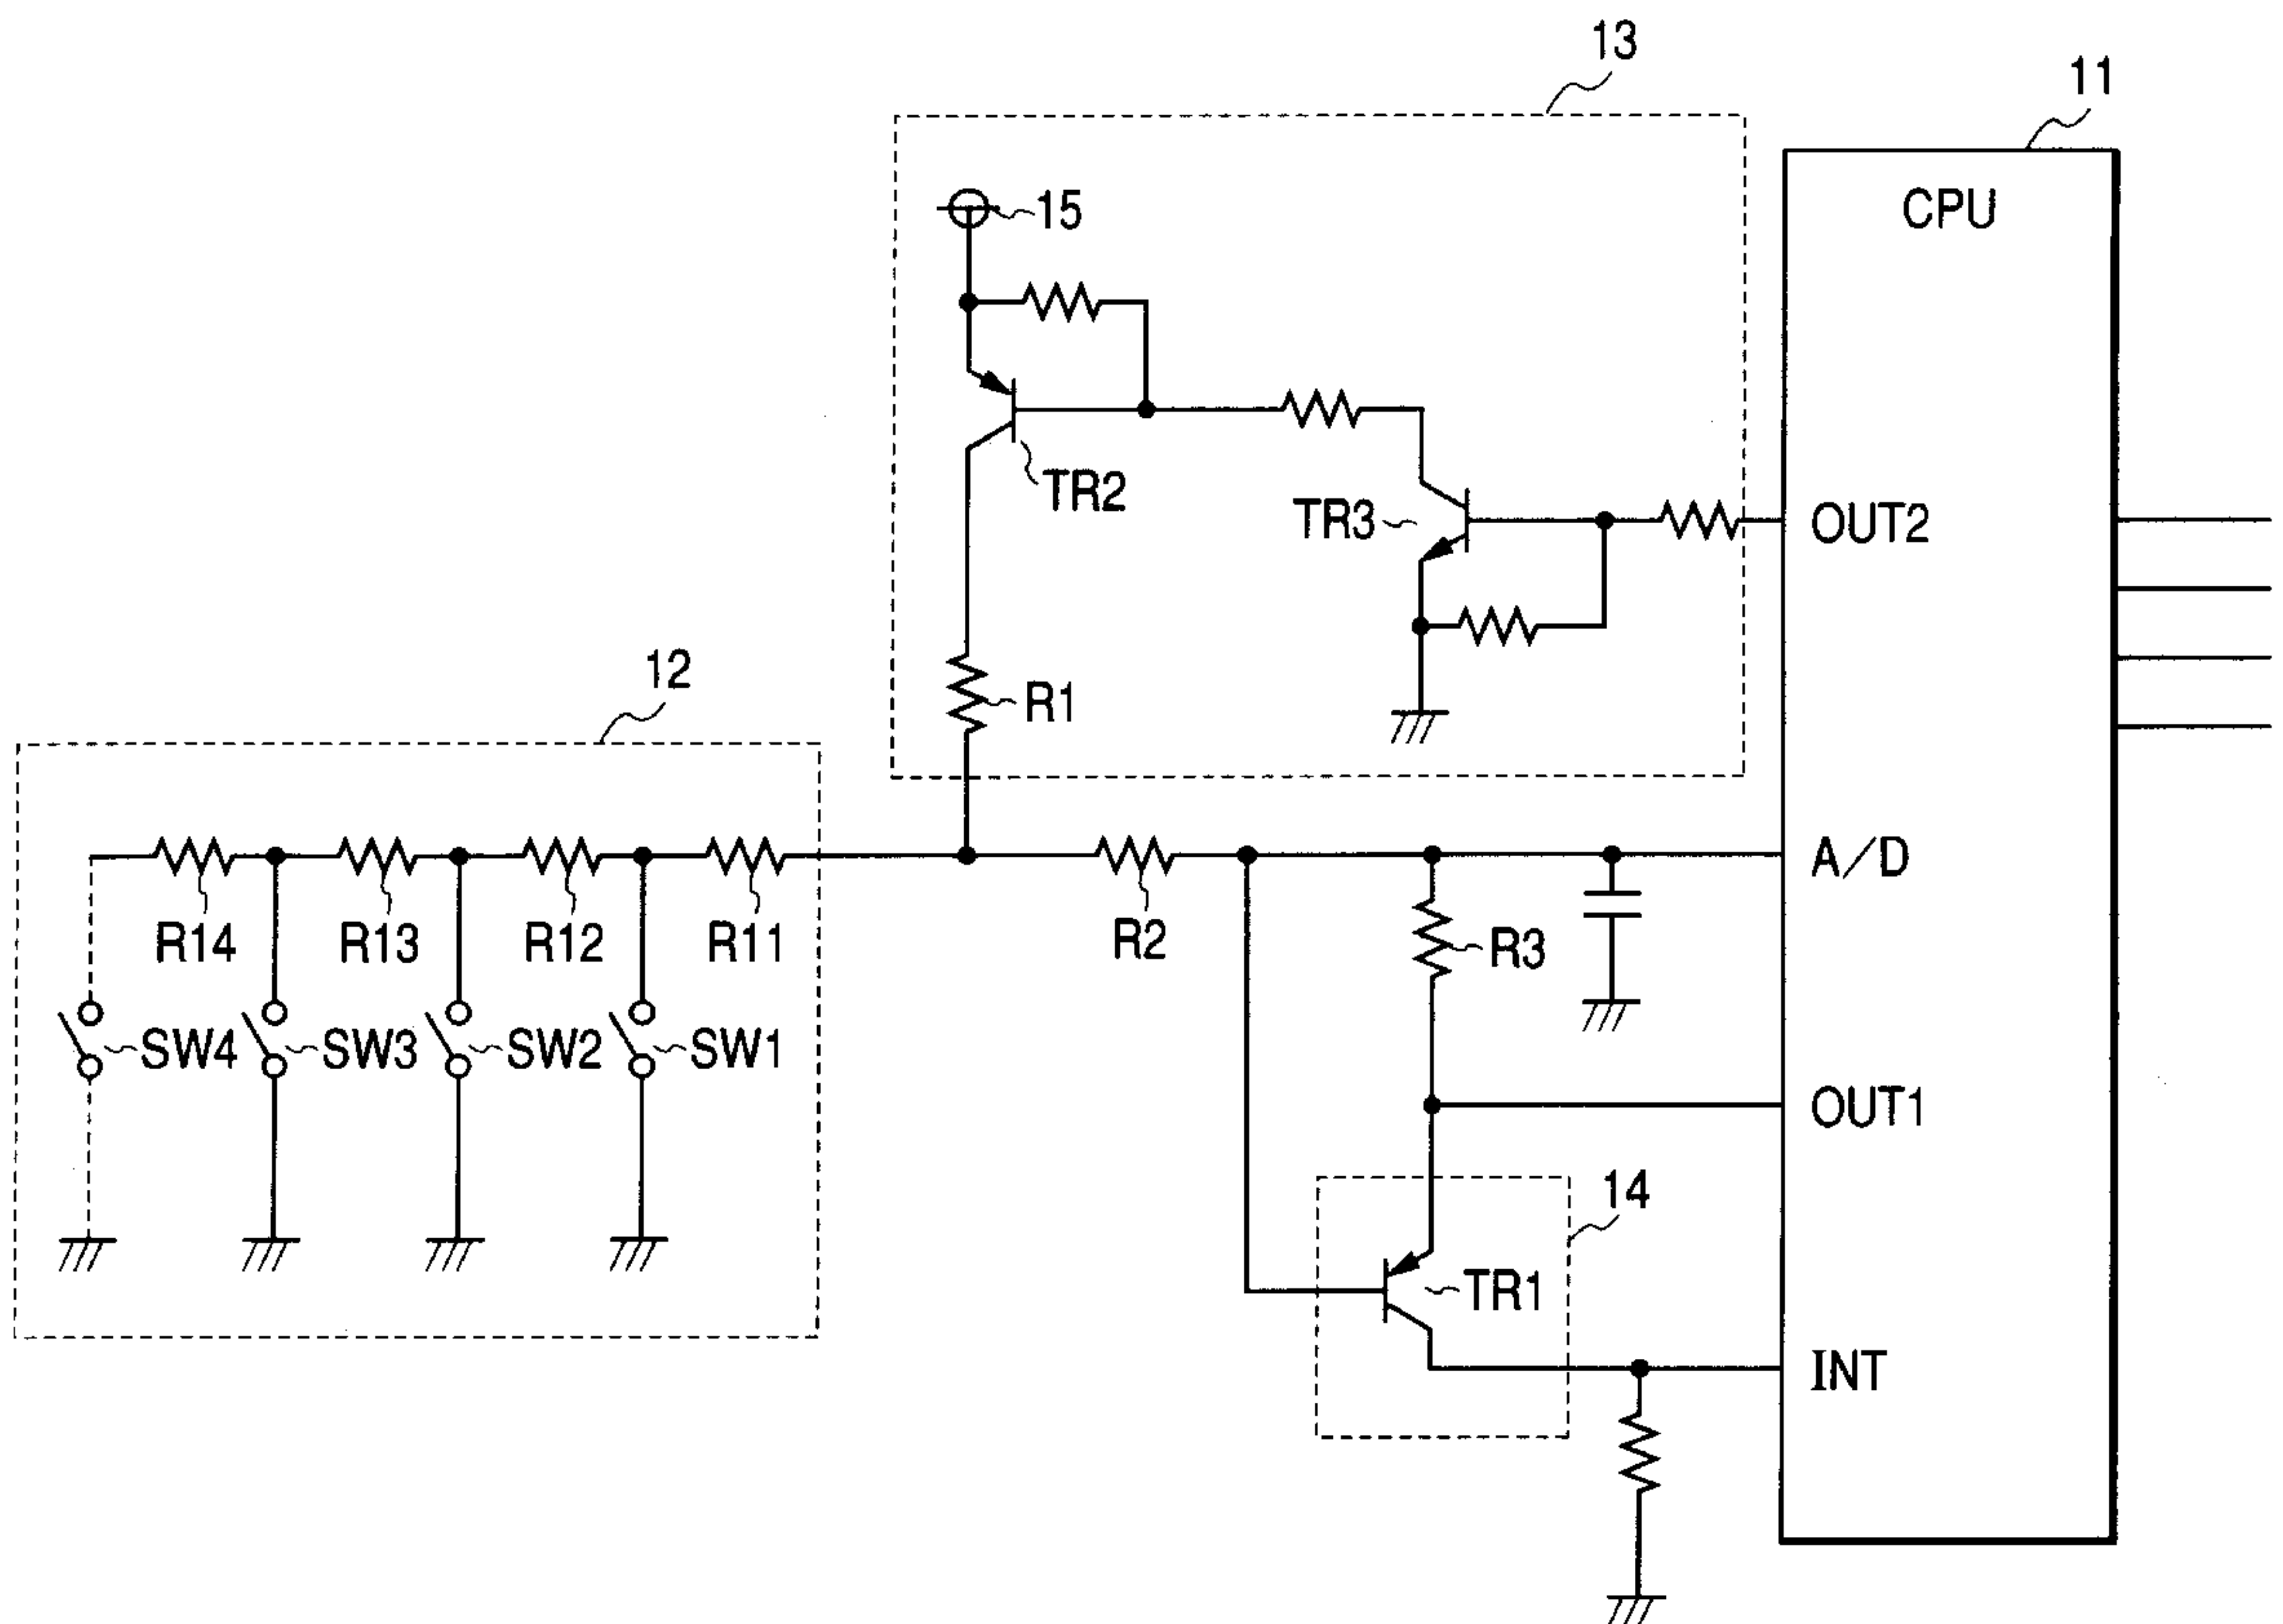 13
11
15
CPU
TR2
TR3
OUT2
12
R1
A/D
R14
R13
R12
R11
R2
R3
SW4
SW3
SW2
SW1
OUT1
14
TR1
INT